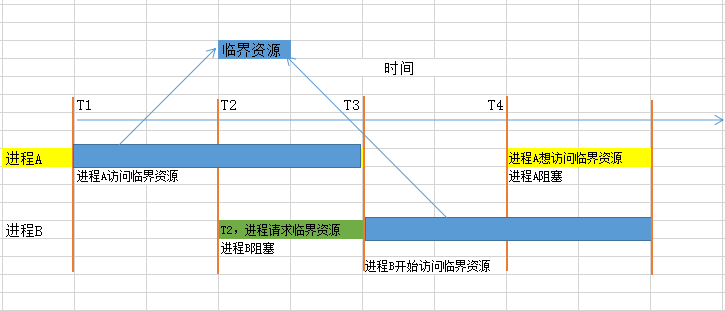 临界资源
时间
T1
T2
T3
T4
进程A
进程A想访问临界资源
进程A访问临界资源
进程A阻塞
进程B
T2，进程请求临界资源
进程B阻塞
进程B开始访问临界资源